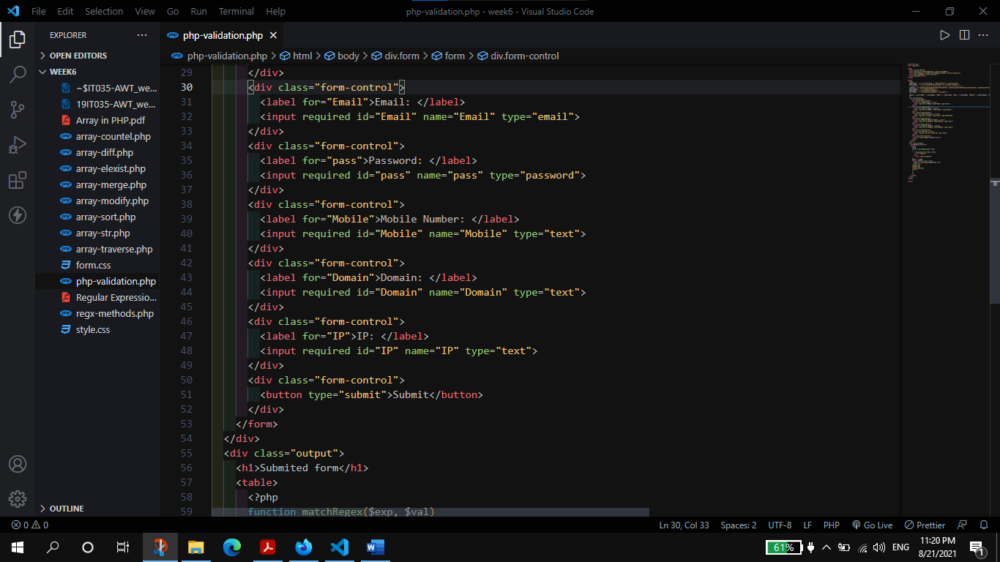 File Edit Selection View Go Run Terminal Help php-validation.php - week6 - Visual Studio Code
EXPLORER
OPEN EDITORS
WEEK6
~$IT035-AWT_we...
19IT035-AWT_we...
Array in PHP.pdf
array-countel.php
array-diff.php
array-elexist.php
array-merge.php
array-modify.php
array-sort.php
array-str.php
array-traverse.php
form.css
php-validation.php
Regular Expressio...
regx-methods.php
style.css
OUTLINE
php-validation.php
php-validation.php > html > body > div.form > form > div.form-control
29 </div>
30 <div class="form-control">
31 <label for="Email">Email: </label>
32 <input required id="Email" name="Email" type="email">
33 </div>
34 <div class="form-control">
35 <label for="pass">Password: </label>
36 <input required id="pass" name="pass" type="password">
37 </div>
38 <div class="form-control">
39 <label for="Mobile">Mobile Number: </label>
40 <input required id="Mobile" name="Mobile" type="text">
41 </div>
42 <div class="form-control">
43 <label for="Domain">Domain: </label>
44 <input required id="Domain" name="Domain" type="text">
45 </div>
46 <div class="form-control">
47 <label for="IP">IP: </label>
48 <input required id="IP" name="IP" type="text">
49 </div>
50 <div class="form-control">
51 <button type="submit">Submit</button>
52 </div>
53 </form>
54 </div>
55 <div class="output">
56 <h1>Submited form</h1>
57 <table>
58 <?php
59 function matchRegex($exp, $val)
0 0 Ln 30, Col 33 Spaces: 2 UTF-8 LF PHP Go Live Prettier
61% ENG 11:20 PM
8/21/2021
1